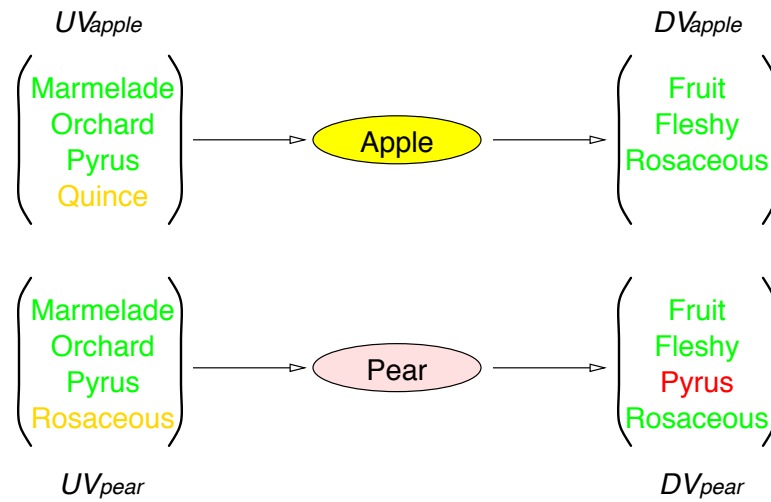 UVapple
DVapple
Marmelade
Orchard
Pyrus
Quince
Apple
Fruit
Fleshy
Rosaceous
Marmelade
Orchard
Pyrus
Rosaceous
Pear
Fruit
Fleshy
Pyrus
Rosaceous
UVpear
DVpear